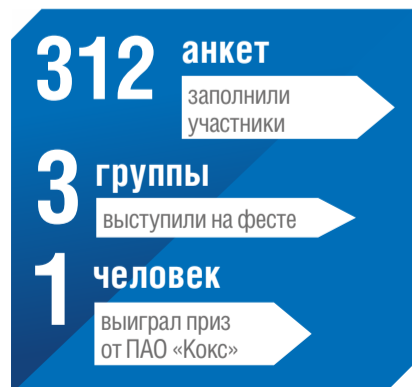 312 анкет
заполнили
участники
3 группы
выступили на фесте
1 человек
выиграл приз
от ПАО «Кокс»